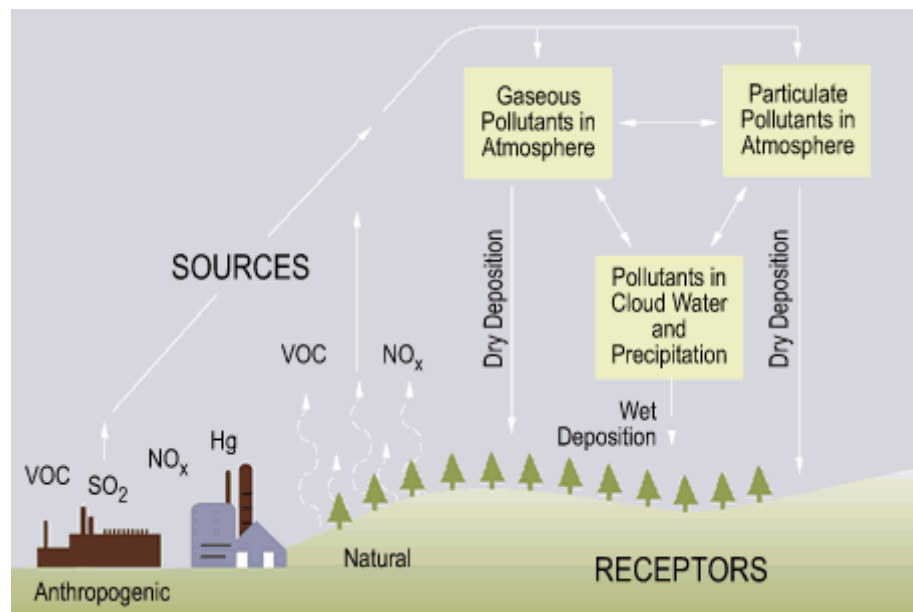 Gaseous
Pollutants in
Atmosphere
Particulate
Pollutants in
Atmosphere
SOURCES
Dry Deposition
Pollutants in
Cloud Water
and
Precipitation
Dry Deposition
VOC
NOx
Wet
Deposition
VOC
SO2
NOx
Hg
Natural
Anthropogenic
RECEPTORS